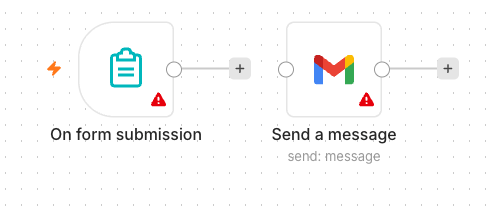 On form submission
Send a message
send: message